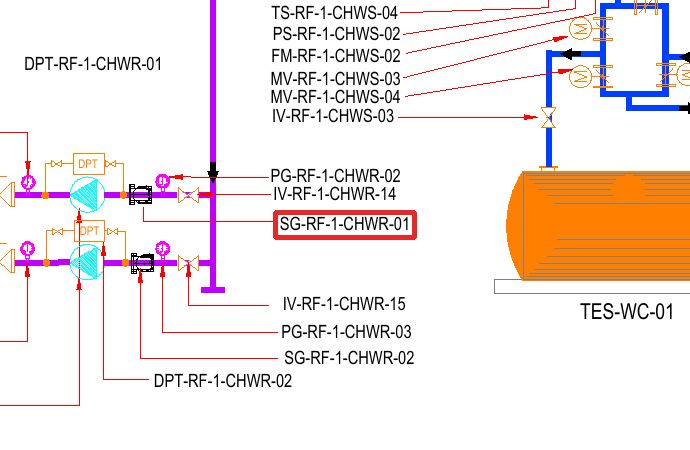 TS-RF-1-CHWS-04
PS-RF-1-CHWS-02
FM-RF-1-CHWS-02
MV-RF-1-CHWS-03
MV-RF-1-CHWS-04
IV-RF-1-CHWS-03
M
M
M
DPT-RF-1-CHWR-01
DPT
PG-RF-1-CHWR-02
IV-RF-1-CHWR-14
SG-RF-1-CHWR-01
DPT
IV-RF-1-CHWR-15
PG-RF-1-CHWR-03
SG-RF-1-CHWR-02
DPT-RF-1-CHWR-02
TES-WC-01